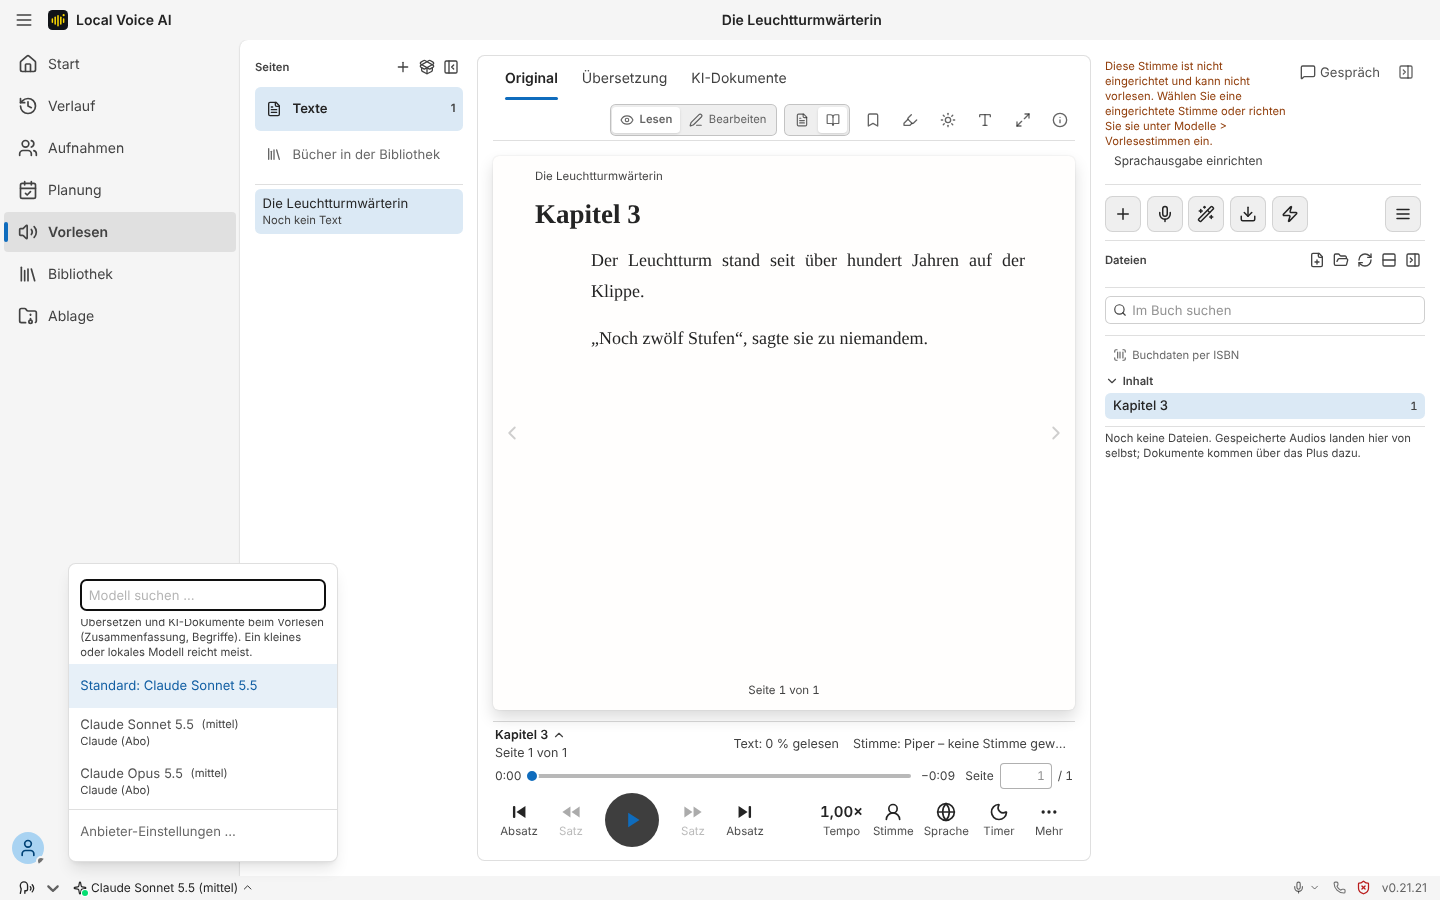 Local Voice AI
Die Leuchtturmwärterin
Start
Verlauf
Aufnahmen
Planung
Vorlesen
Bibliothek
Ablage
Seiten
Texte 1
Bücher in der Bibliothek
Die Leuchtturmwärterin
Noch kein Text
Original Übersetzung KI-Dokumente
Lesen Bearbeiten
Die Leuchtturmwärterin
Kapitel 3
Der Leuchtturm stand seit über hundert Jahren auf der
Klippe.
„Noch zwölf Stufen“, sagte sie zu niemandem.
Seite 1 von 1
Kapitel 3
Seite 1 von 1
Text: 0 % gelesen Stimme: Piper – keine Stimme gew...
0:00 −0:09 Seite 1 / 1
Absatz Satz Satz Absatz
1,00×
Tempo Stimme Sprache Timer Mehr
Diese Stimme ist nicht
eingerichtet und kann nicht
vorlesen. Wählen Sie eine
eingerichtete Stimme oder richten
Sie sie unter Modelle >
Vorlesestimmen ein.
Gespräch
Sprachausgabe einrichten
Dateien
Im Buch suchen
Buchdaten per ISBN
Inhalt
Kapitel 3 1
Noch keine Dateien. Gespeicherte Audios landen hier von
selbst; Dokumente kommen über das Plus dazu.
Modell suchen ...
Übersetzen und KI-Dokumente beim Vorlesen
(Zusammenfassung, Begriffe). Ein kleines
oder lokales Modell reicht meist.
Standard: Claude Sonnet 5.5
Claude Sonnet 5.5 (mittel)
Claude (Abo)
Claude Opus 5.5 (mittel)
Claude (Abo)
Anbieter-Einstellungen ...
Claude Sonnet 5.5 (mittel)
v0.21.21